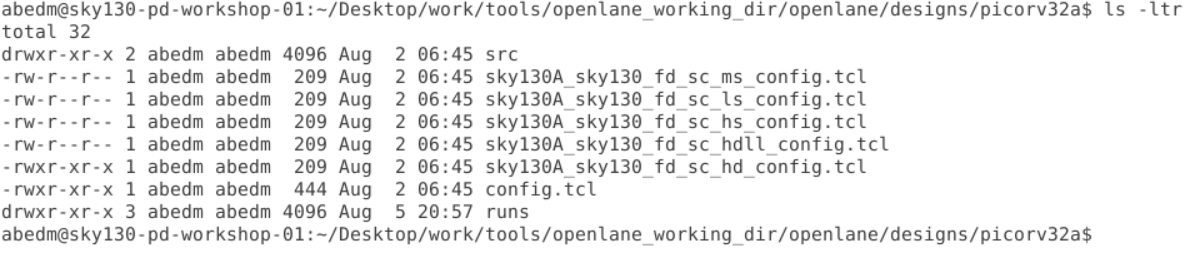 abedm@sky130-pd-workshop-01:~/Desktop/work/tools/openlane_working_dir/openlane/designs/picorv32a$ ls -ltr
total 32
drwxr-xr-x 2 abedm abedm 4096 Aug  2 06:45 src
-rw-r--r-- 1 abedm abedm  209 Aug  2 06:45 sky130A_sky130_fd_sc_ms_config.tcl
-rw-r--r-- 1 abedm abedm  209 Aug  2 06:45 sky130A_sky130_fd_sc_ls_config.tcl
-rw-r--r-- 1 abedm abedm  209 Aug  2 06:45 sky130A_sky130_fd_sc_hs_config.tcl
-rw-r--r-- 1 abedm abedm  209 Aug  2 06:45 sky130A_sky130_fd_sc_hdll_config.tcl
-rwxr-xr-x 1 abedm abedm  209 Aug  2 06:45 sky130A_sky130_fd_sc_hd_config.tcl
-rwxr-xr-x 1 abedm abedm  444 Aug  2 06:45 config.tcl
drwxr-xr-x 3 abedm abedm 4096 Aug  5 20:57 runs
abedm@sky130-pd-workshop-01:~/Desktop/work/tools/openlane_working_dir/openlane/designs/picorv32a$